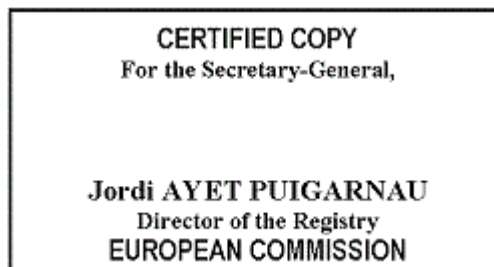 CERTIFIED COPY
For the Secretary-General,
Jordi AYET PUIGARNAU
Director of the Registry
EUROPEAN COMMISSION